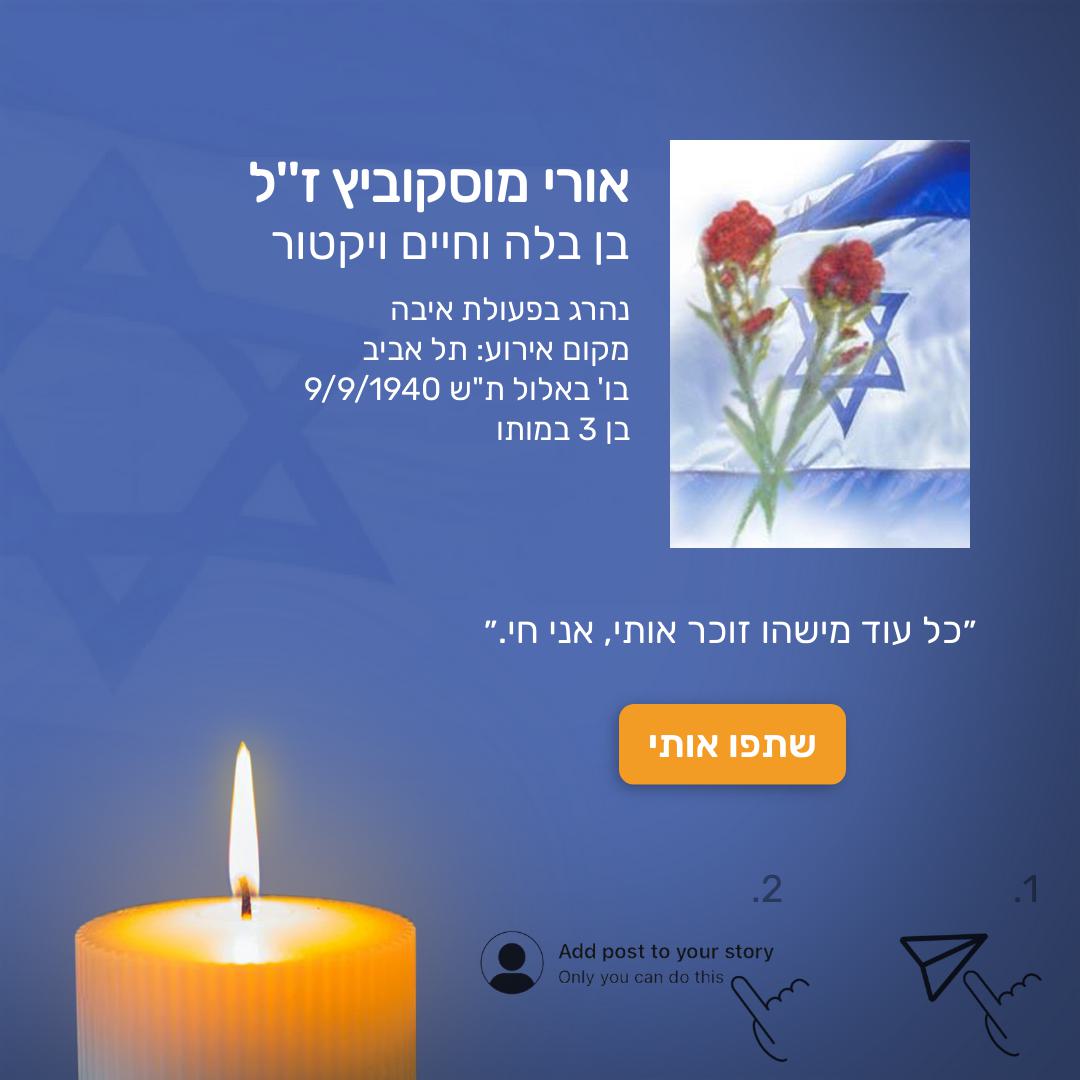 אורי מוסקוביץ ז"ל
בן בלה וחיים ויקטור
נהרג בפעולת איבה
מקום אירוע: תל אביב
בו' באלול ת"ש 9/9/1940
בן 3 במותו
״כל עוד מישהו זוכר אותי, אני חי.״
שתפו אותי
1.
2.
Add post to your story
Only you can do this